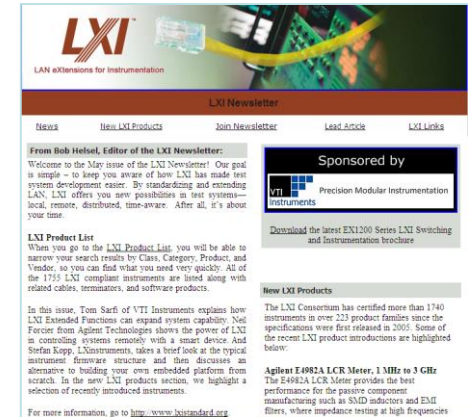 LXI™
LAN eXtensions for Instrumentation
LXI Newsletter
News New LXI Products Join Newsletter Lead Article LXI Links
From Bob Helsel, Editor of the LXI Newsletter:
Welcome to the May issue of the LXI Newsletter! Our goal
is simple – to keep you aware of how LXI has made test
system development easier. By standardizing and extending
LAN, LXI offers you new possibilities in test systems—
local, remote, distributed, time-aware. After all, it's about
your time.
LXI Product List
When you go to the LXI Product List, you will be able to
narrow your search results by Class, Category, Product, and
Vendor, so you can find what you need very quickly. All of
the 1755 LXI compliant instruments are listed along with
related cables, terminators, and software products.
In this issue, Tom Sarfi of VTI Instruments explains how
LXI Extended Functions can expand system capability. Neil
Forcier from Agilent Technologies shows the power of LXI
in controlling systems remotely with a smart device. And
Stefan Kopp, LXinstruments, takes a brief look at the typical
instrument firmware structure and then discusses an
alternative to building your own embedded platform from
scratch. In the new LXI products section, we highlight a
selection of recently introduced instruments.
For more information, go to http://www.lxistandard.org.
Sponsored by
VTI
Instruments
Precision Modular Instrumentation
Download the latest EX1200 Series LXI Switching
and Instrumentation brochure
New LXI Products
The LXI Consortium has certified more than 1740
instruments in over 223 product families since the
specifications were first released in 2005. Some of
the recent LXI product introductions are highlighted
below:
Agilent E4982A LCR Meter, 1 MHz to 3 GHz
The E4982A LCR Meter provides the best
performance for the passive component
manufacturing such as SMD inductors and EMI
filters, where impedance testing at high frequencies